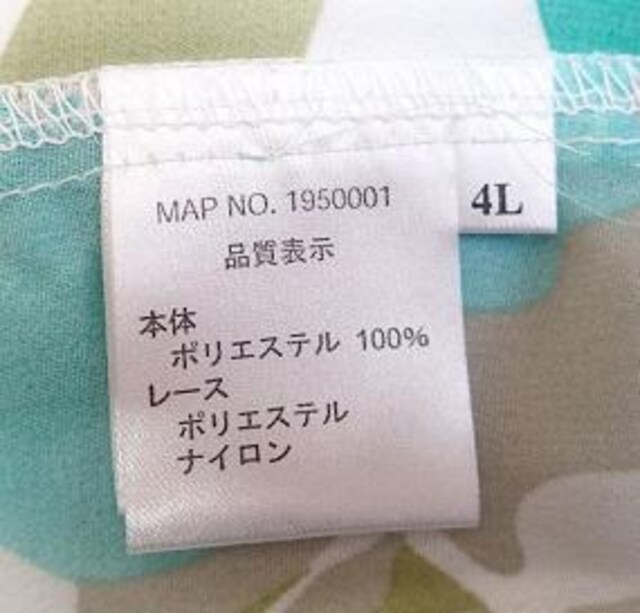 MAP NO. 1950001
4L
品質表示
本体
ポリエステル 100%
レース
ポリエステル
ナイロン